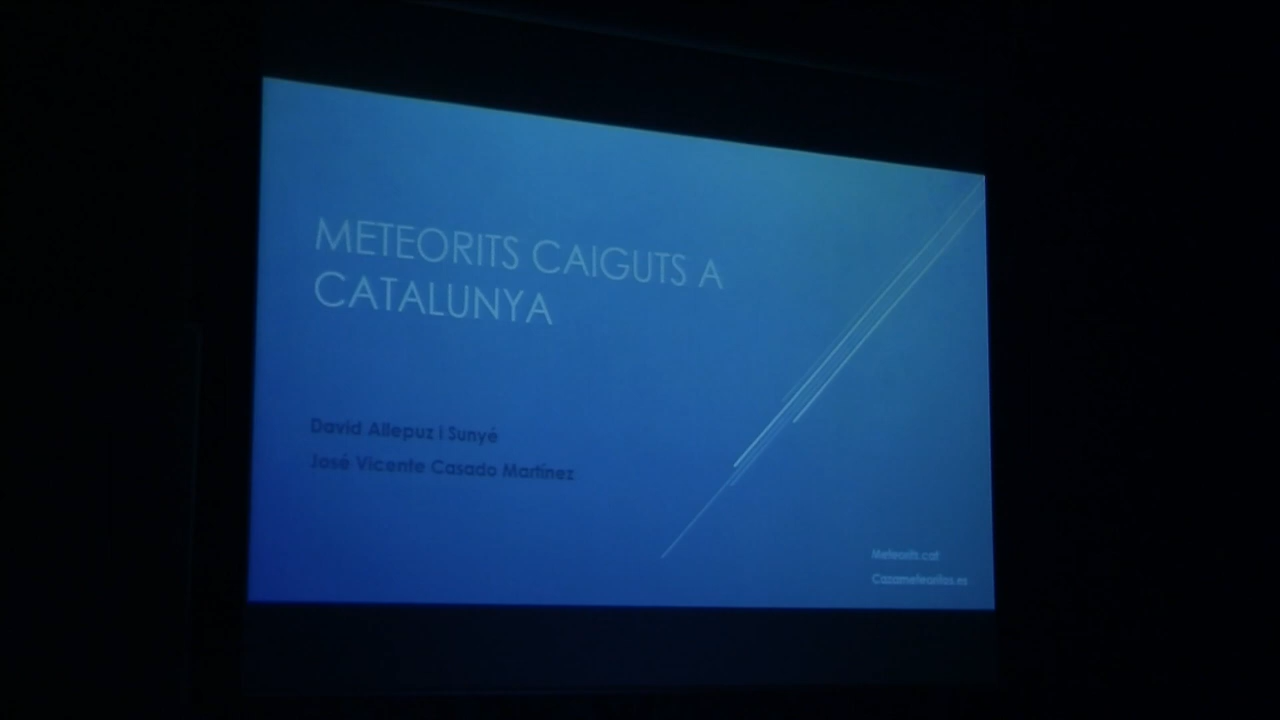 METEORITS CAIGUTS A
CATALUNYA
David Allepuz i Sunyé
José Vicente Casado Martínez
Meteorits.cat
Cazameteoritos.es